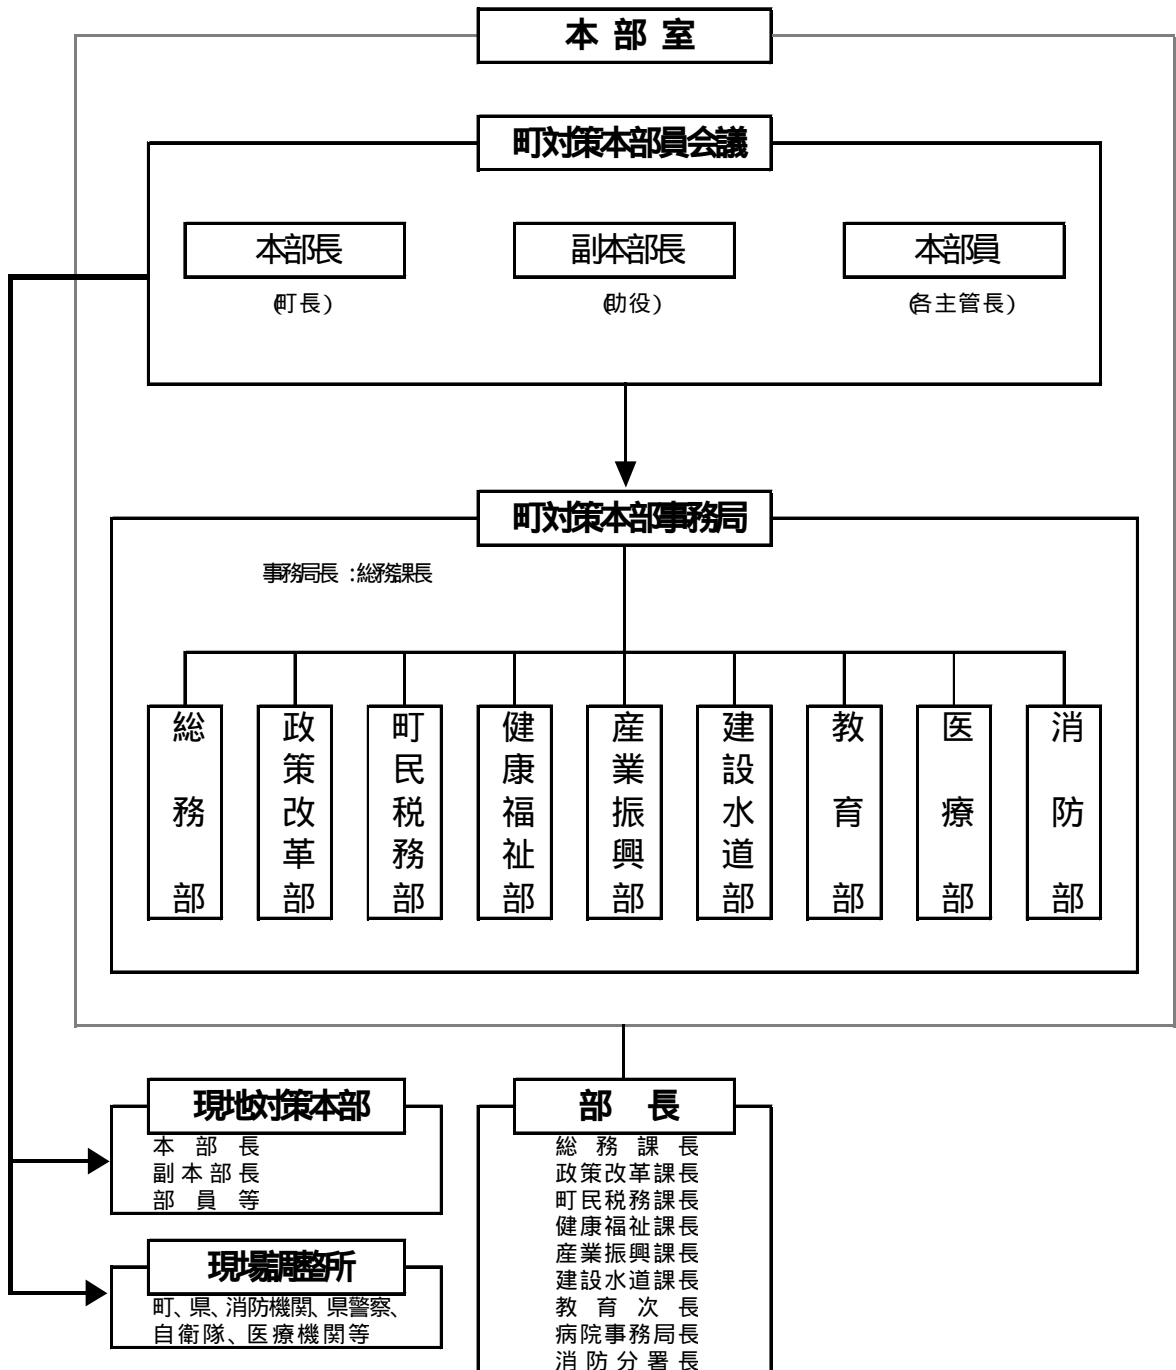 本部室
町対策本部員会議
本部長
副本部長
本部員
(町長)
(助役)
(各主管長)
町対策本部事務局
事務局長:総務課長
総務部
政策改革部
町民税務部
健康福祉部
産業振興部
建設水道部
教育部
医療部
消防部
現地対策本部
本部長
副本部長
部員等
現場調整所
町、県、消防機関、県警察、
自衛隊、医療機関等
部長
総務課長
政策改革課長
町民税務課長
健康福祉課長
産業振興課長
建設水道課長
教育次長
病院事務局長
消防分署長